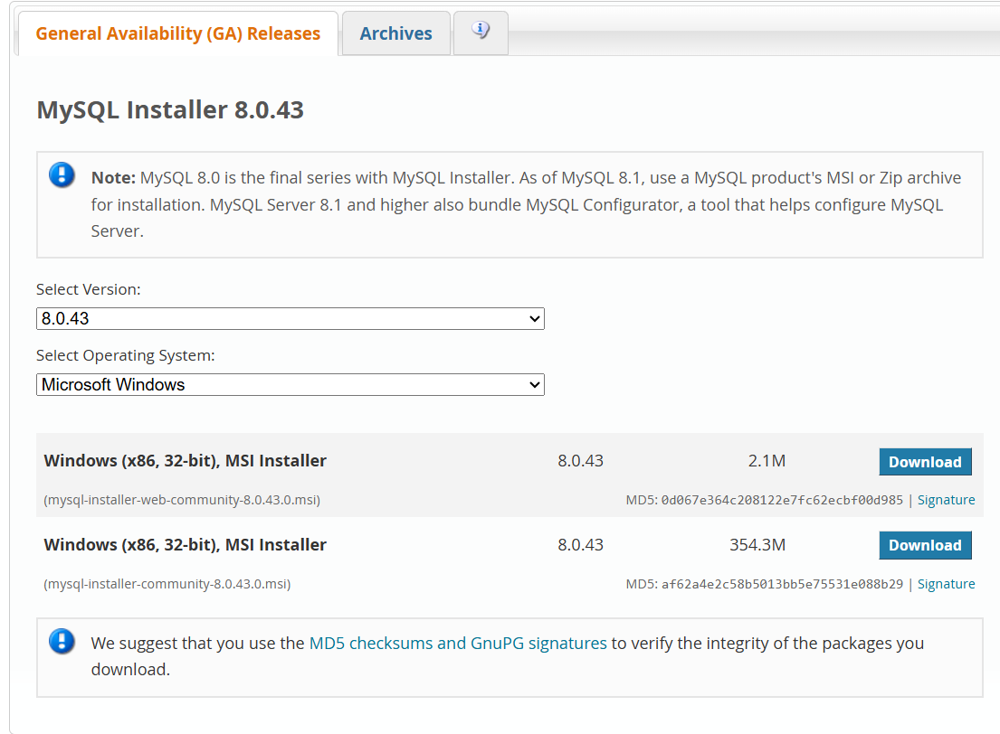 General Availability (GA) Releases
Archives
MySQL Installer 8.0.43
Note: MySQL 8.0 is the final series with MySQL Installer. As of MySQL 8.1, use a MySQL product's MSI or Zip archive
for installation. MySQL Server 8.1 and higher also bundle MySQL Configurator, a tool that helps configure MySQL
Server.
Select Version:
8.0.43
Select Operating System:
Microsoft Windows
Windows (x86, 32-bit), MSI Installer 8.0.43 2.1M Download
(mysql-installer-web-community-8.0.43.0.msi) MD5: 0d067e364c208122e7fc62ecbf00d985 | Signature
Windows (x86, 32-bit), MSI Installer 8.0.43 354.3M Download
(mysql-installer-community-8.0.43.0.msi) MD5: af62a4e2c58b5013bb5e75531e088b29 | Signature
We suggest that you use the MD5 checksums and GnuPG signatures to verify the integrity of the packages you
download.